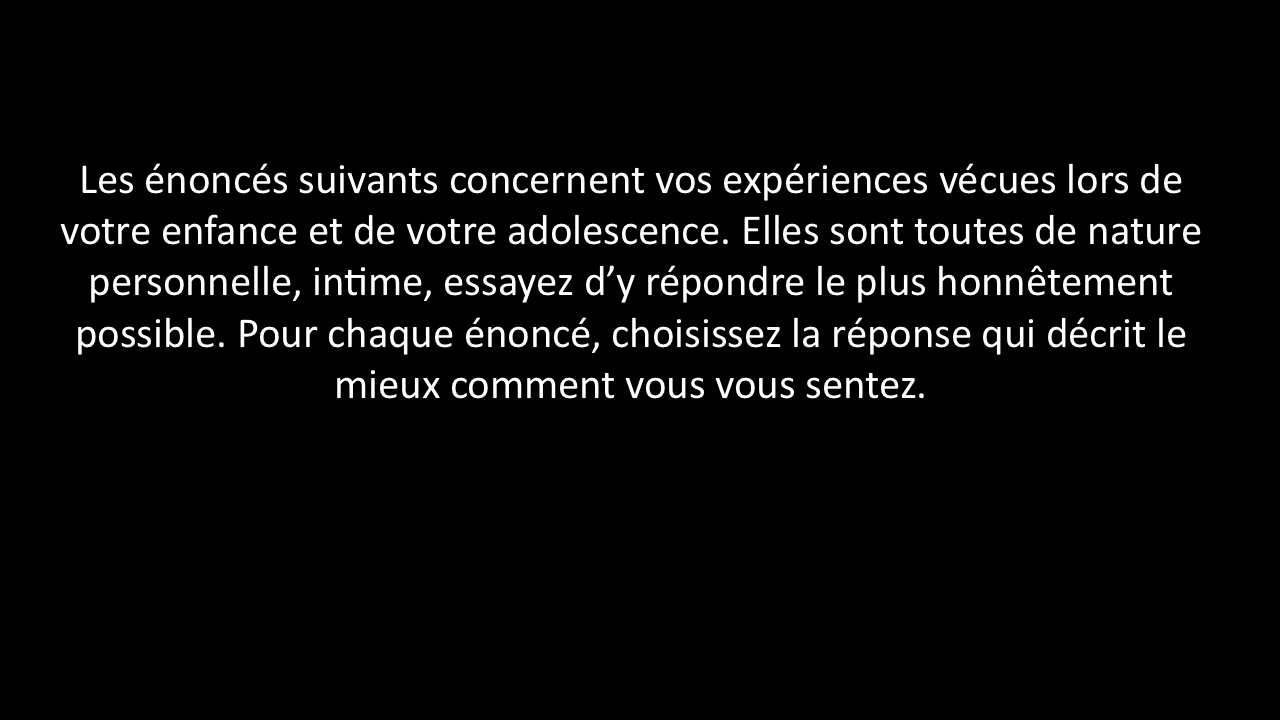 Les énoncés suivants concernent vos expériences vécues lors de
votre enfance et de votre adolescence. Elles sont toutes de nature
personnelle, intime, essayez d’y répondre le plus honnêtement
possible. Pour chaque énoncé, choisissez la réponse qui décrit le
mieux comment vous vous sentez.